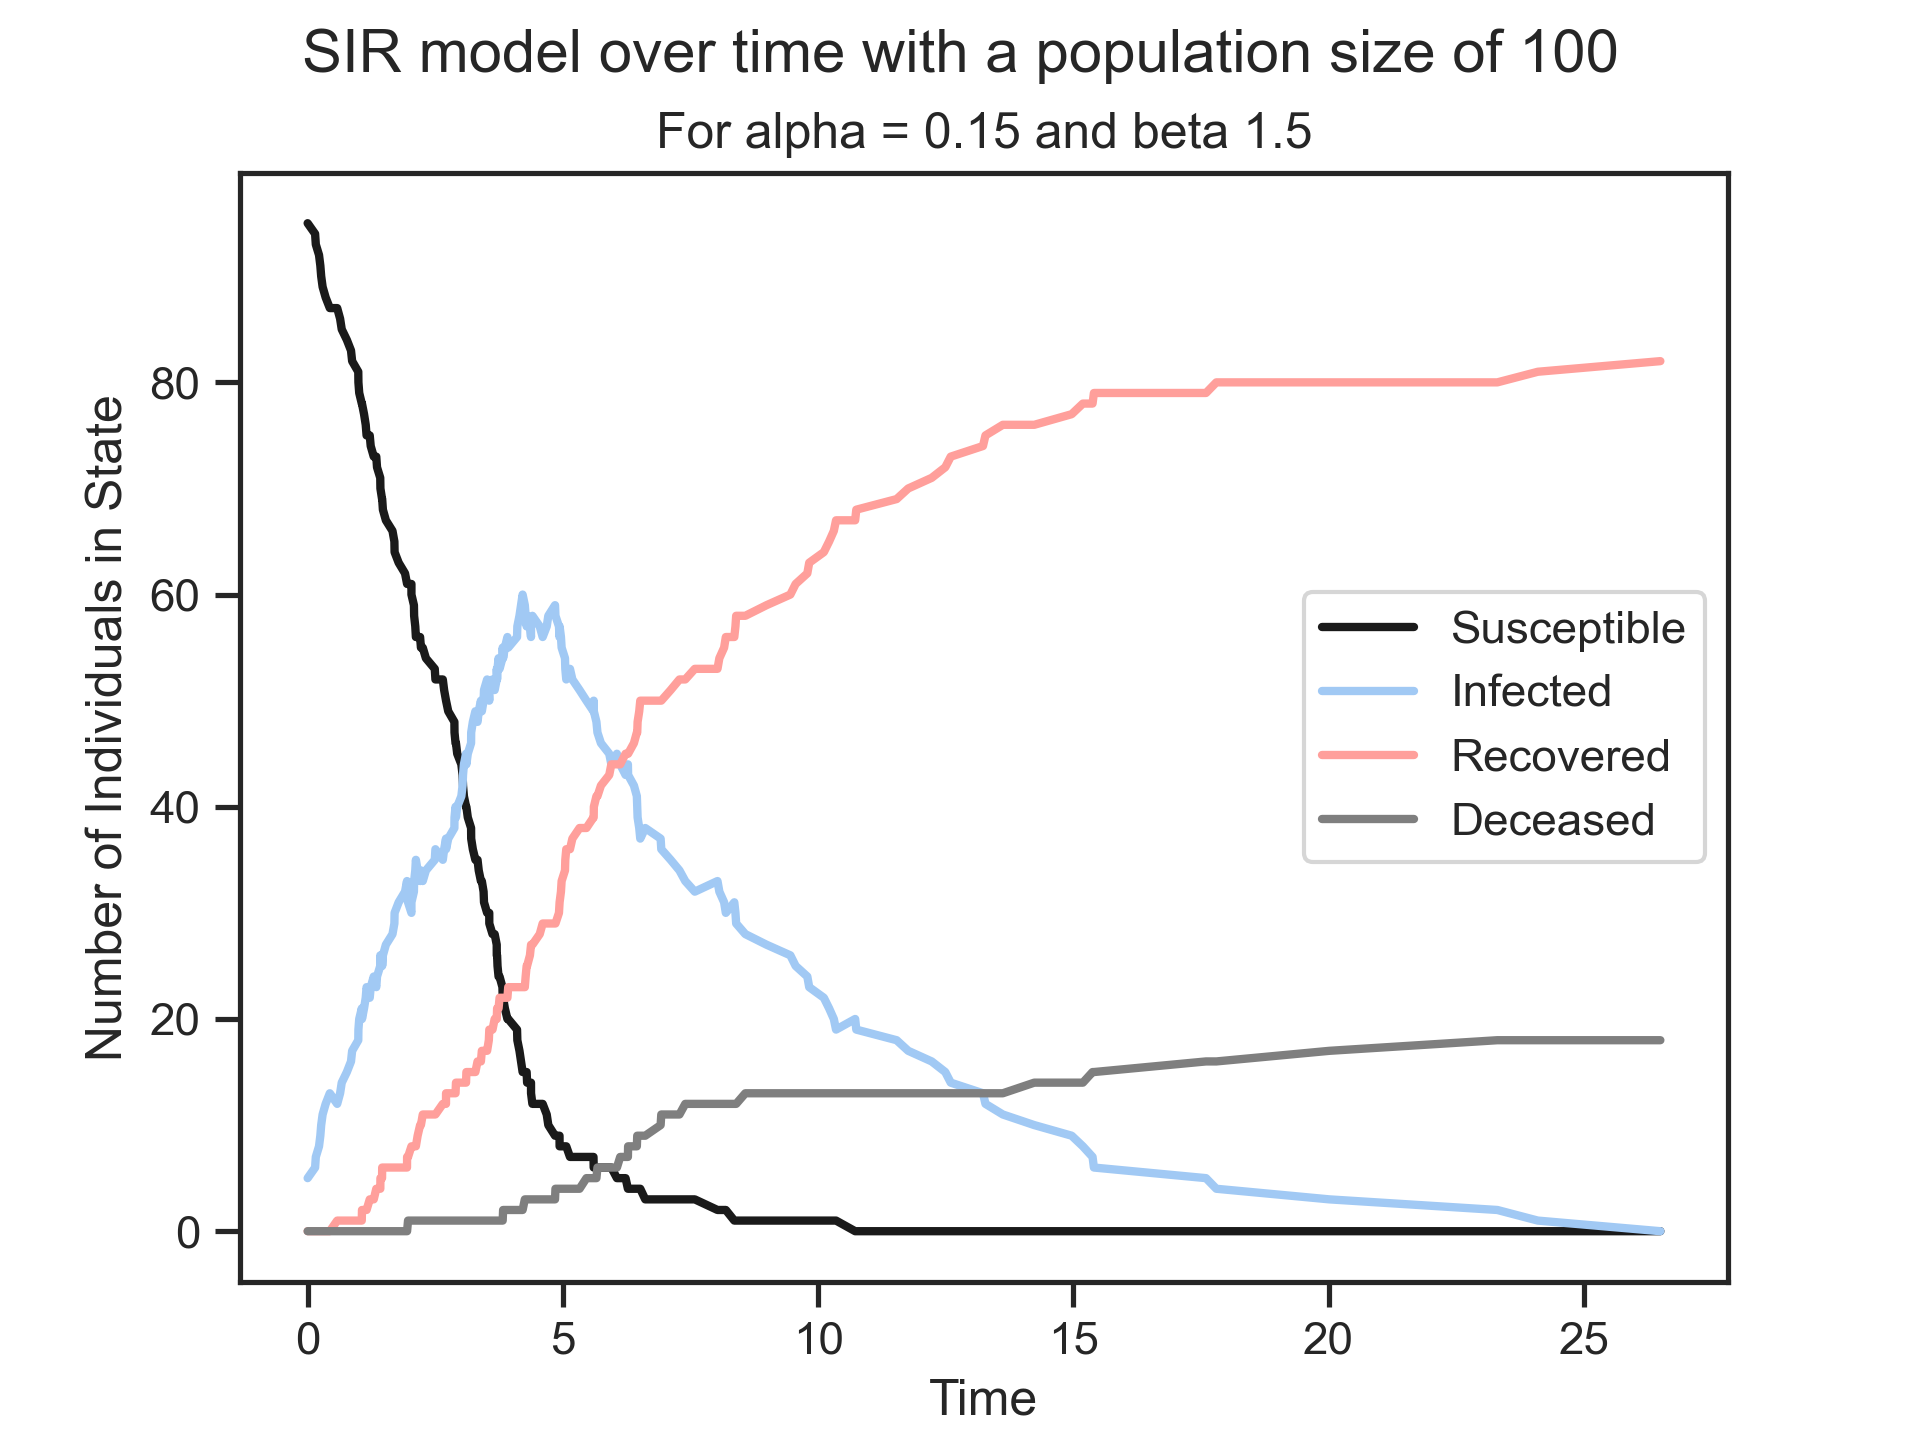 SIR model over time with a population size of 100
For alpha = 0.15 and beta 1.5
Number of Individuals in State
80
60
40
20
0
Susceptible
Infected
Recovered
Deceased
0 5 10 15 20 25
Time